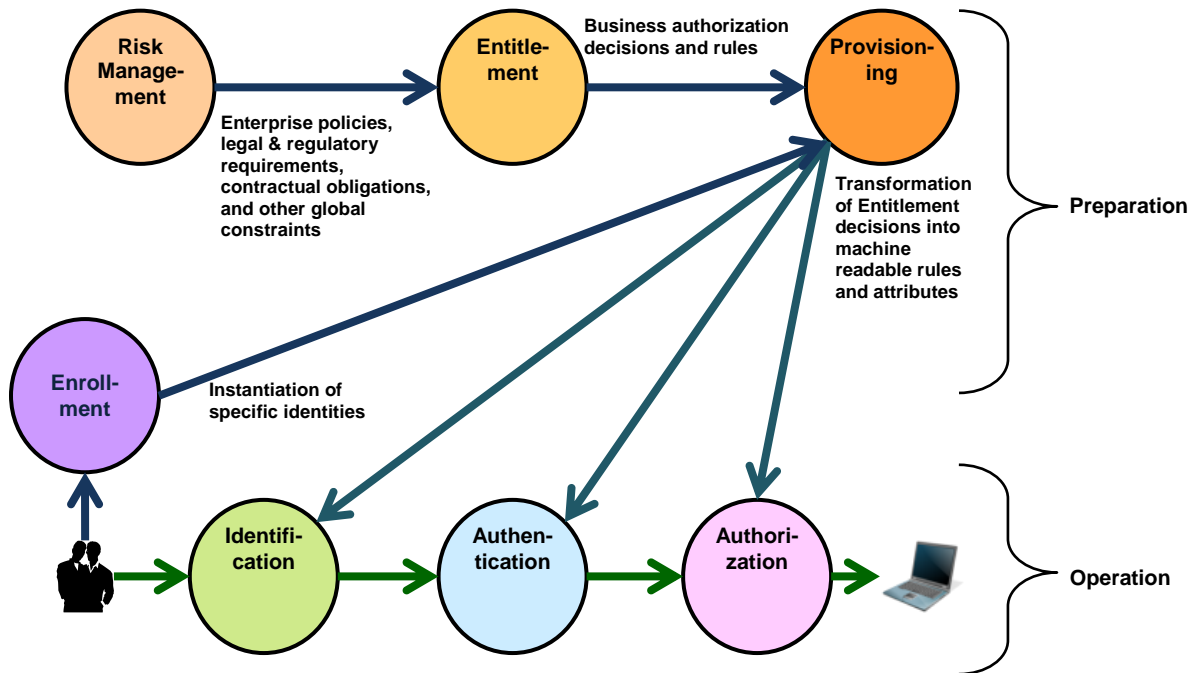 Risk
Manage-
ment
Entitle-
ment
Business authorization
decisions and rules
Provision-
ing
Enterprise policies,
legal & regulatory
requirements,
contractual obligations,
and other global
constraints
Transformation
of Entitlement
decisions into
machine
readable rules
and attributes
Preparation
Enroll-
ment
Instantiation of
specific identities
Identifi-
cation
Authen-
tication
Authori-
zation
Operation